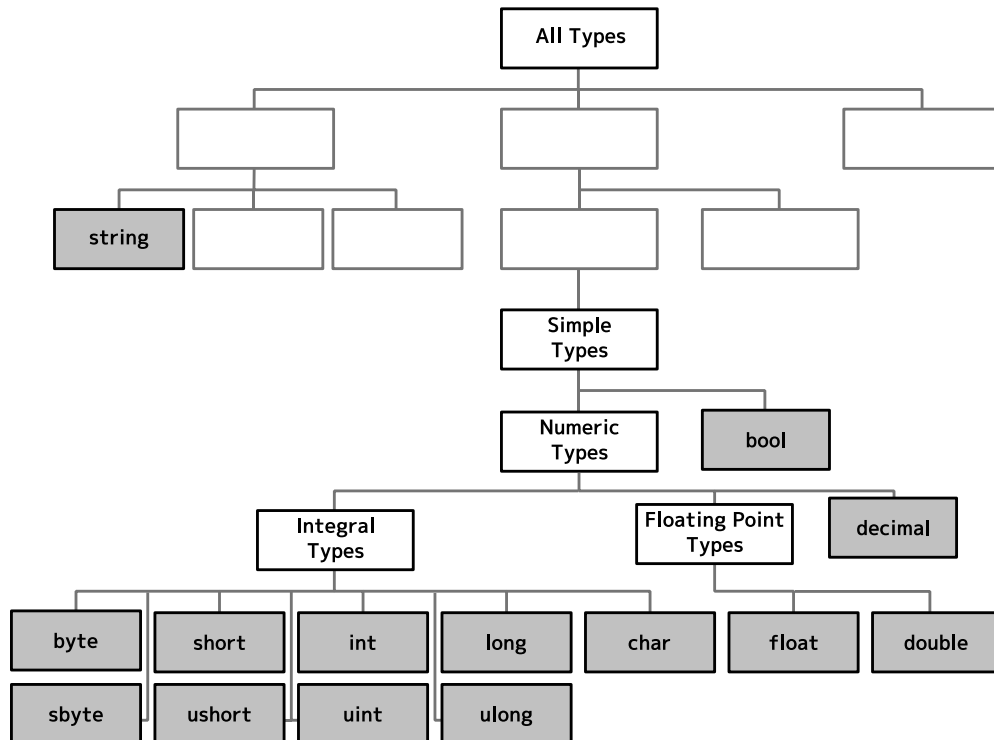 All Types
string
Simple
Types
Numeric
Types
bool
Integral
Types
Floating Point
Types
decimal
byte
short
int
long
char
float
double
sbyte
ushort
uint
ulong